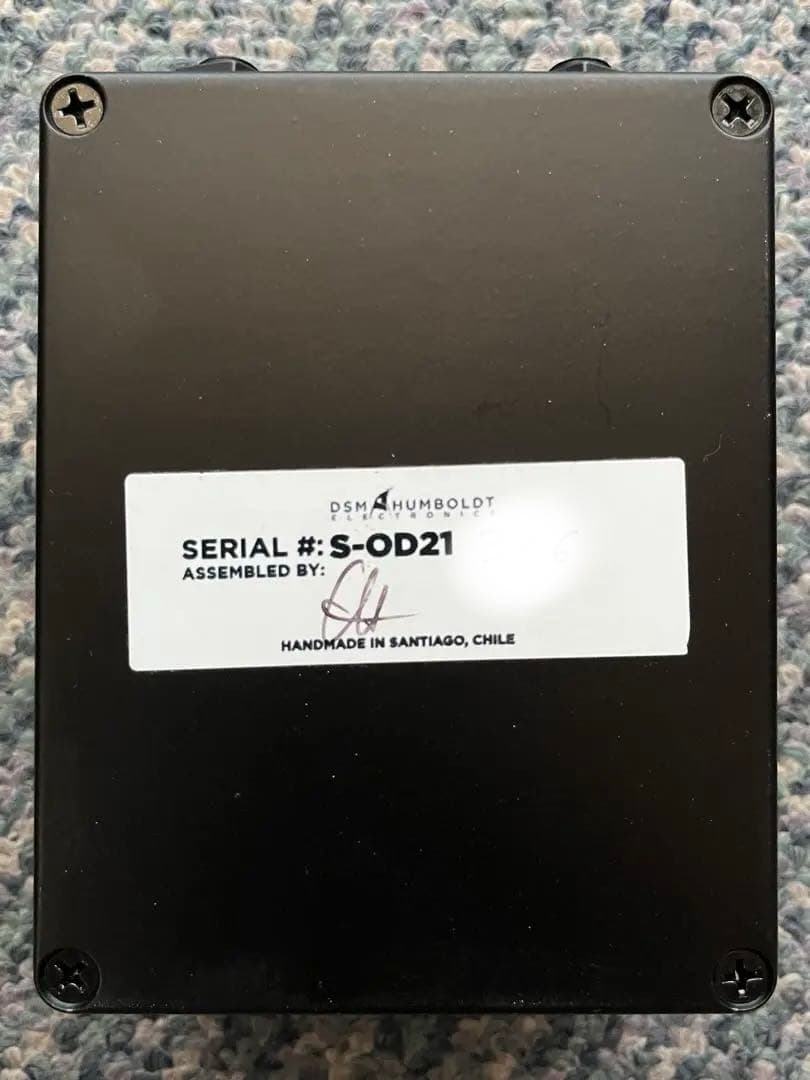 DSM HUMBOLDT
ELECTRONICS
SERIAL #: S-OD21
ASSEMBLED BY:
HANDMADE IN SANTIAGO, CHILE